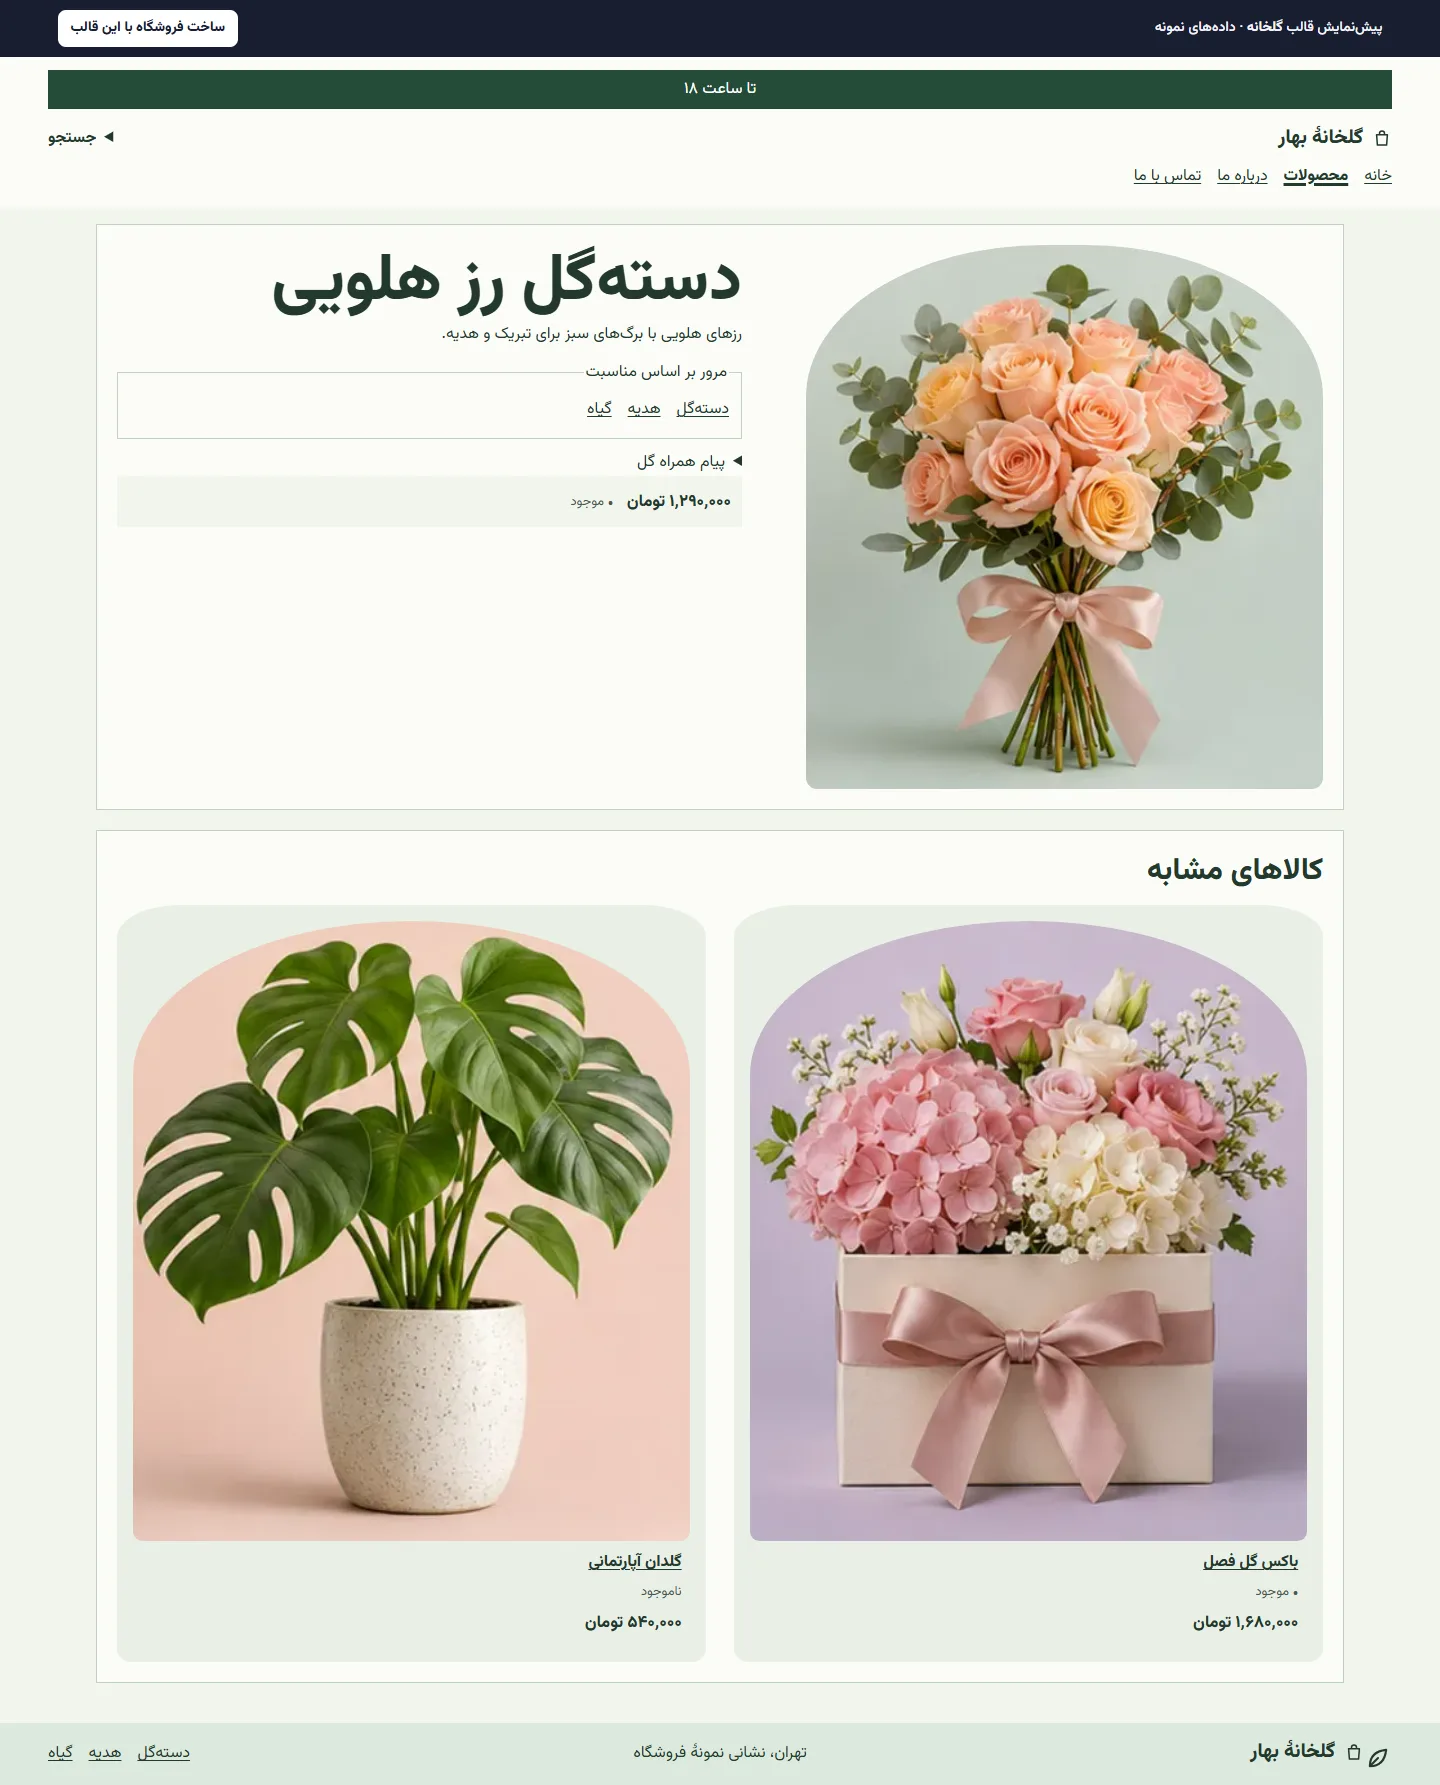 پیش‌نمایش قالب گلخانه · داده‌های نمونه
ساخت فروشگاه با این قالب
تا ساعت ۱۸
گلخانهٔ بهار
جستجو
خانه محصولات درباره ما تماس با ما
دسته‌گل رز هلویی
رزهای هلویی با برگ‌های سبز برای تبریک و هدیه.
مرور بر اساس مناسبت
دسته‌گل هدیه گیاه
پیام همراه گل
۱,۲۹۰,۰۰۰ تومان • موجود
کالاهای مشابه
باکس گل فصل
• موجود
۱,۶۸۰,۰۰۰ تومان
گلدان آپارتمانی
ناموجود
۵۴۰,۰۰۰ تومان
گلخانهٔ بهار
تهران، نشانی نمونهٔ فروشگاه
دسته‌گل هدیه گیاه